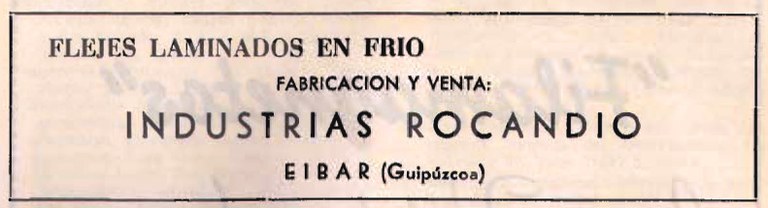 FLEJES LAMINADOS EN FRIO
FABRICACION Y VENTA:
INDUSTRIAS ROCANDIO
EIBAR (Guipúzcoa)